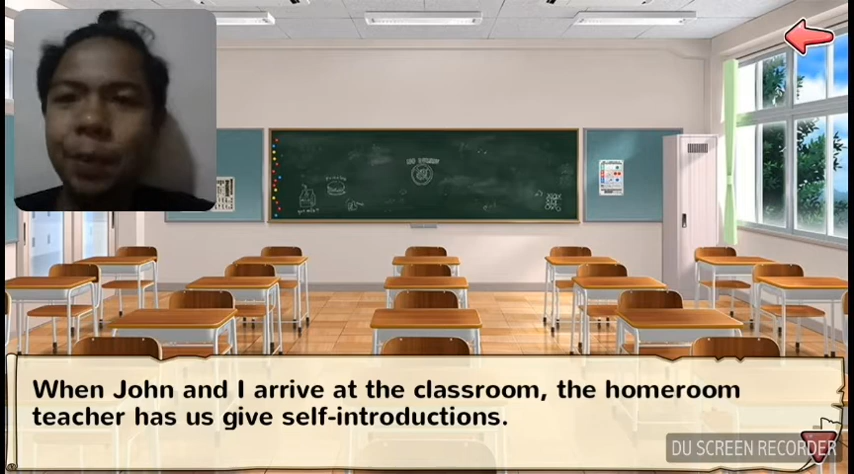 When John and I arrive at the classroom, the homeroom
teacher has us give self-introductions.
DU SCREEN RECORDER